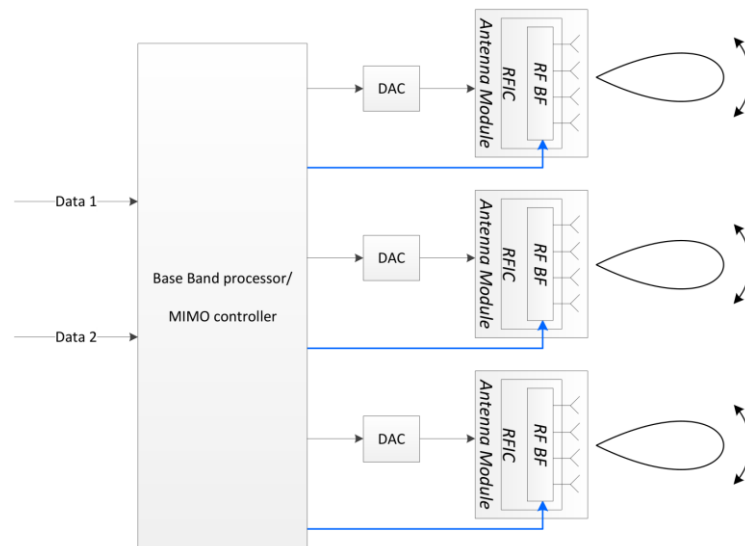 DAC
Antenna Module
RFIC
RF BF
Data 1
Base Band processor/
MIMO controller
DAC
Antenna Module
RFIC
RF BF
Data 2
DAC
Antenna Module
RFIC
RF BF